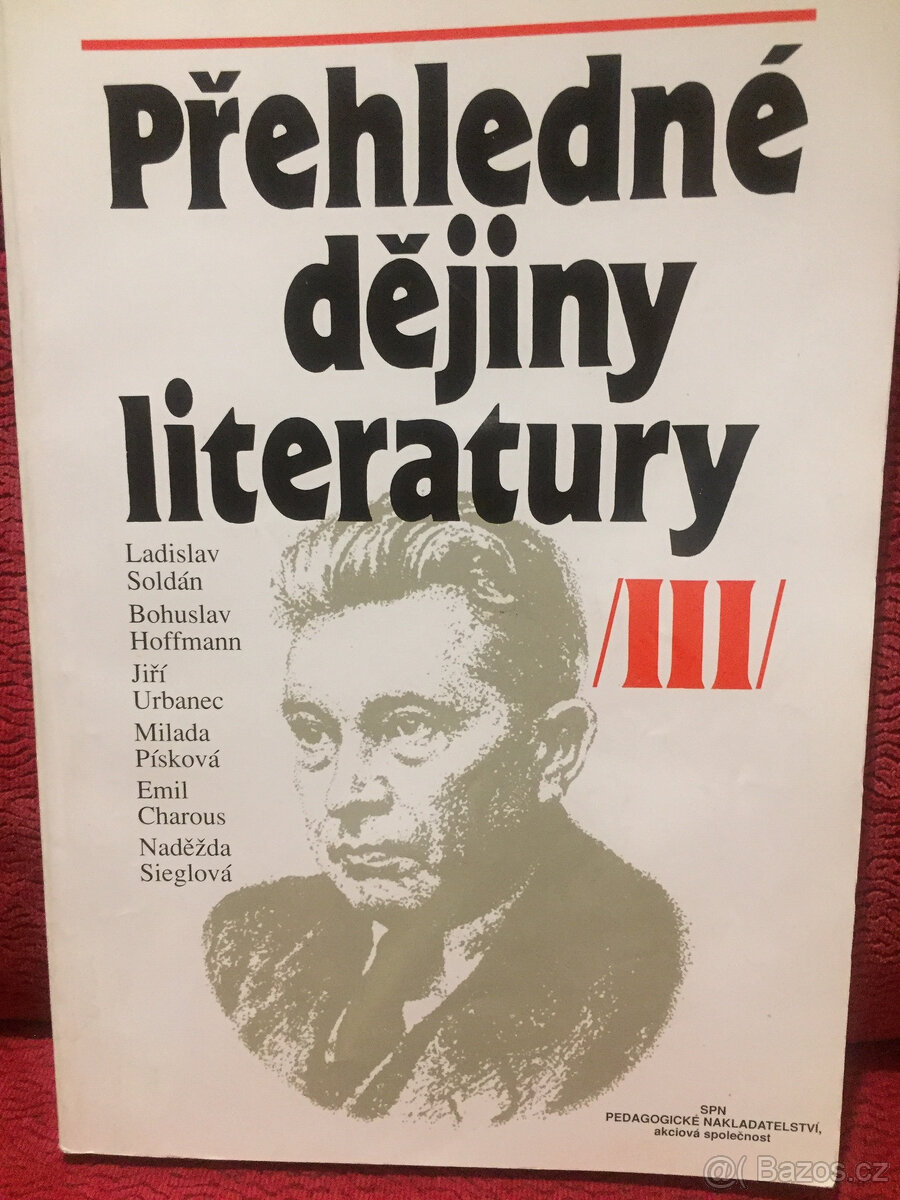 Přehledné
dějiny
literatury
/III/
Ladislav
Soldán
Bohuslav
Hoffmann
Jiří
Urbanec
Milada
Písková
Emil
Charous
Naděžda
Sieglová
SPN
PEDAGOGICKÉ NAKLADATELSTVÍ,
akciová společnost
@( Bazos.cz